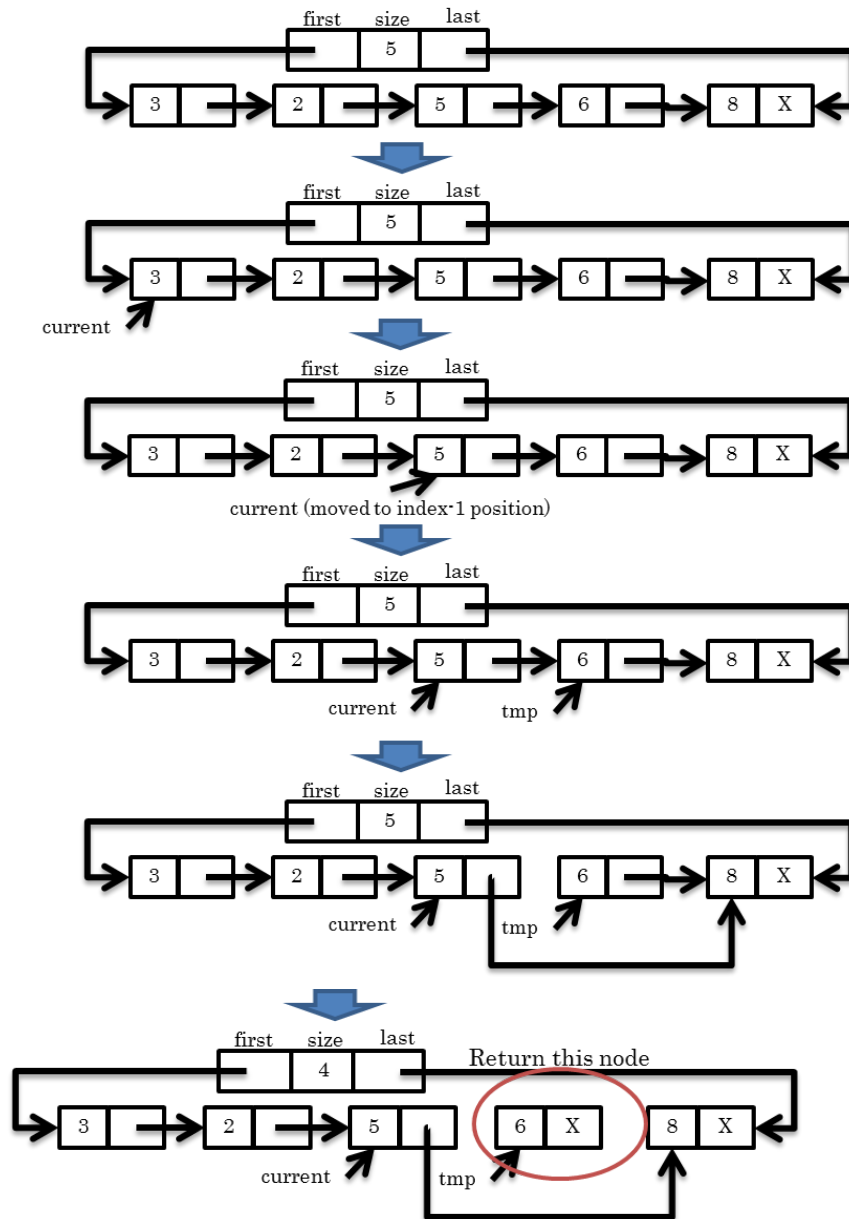 first size last
5
3 2 5 6 8 X
first size last
5
3 2 5 6 8 X
current
first size last
5
3 2 5 6 8 X
current (moved to index-1 position)
first size last
5
3 2 5 6 8 X
current tmp
first size last
5
3 2 5 6 8 X
current tmp
first size last Return this node
4
3 2 5 6 X 8 X
current tmp